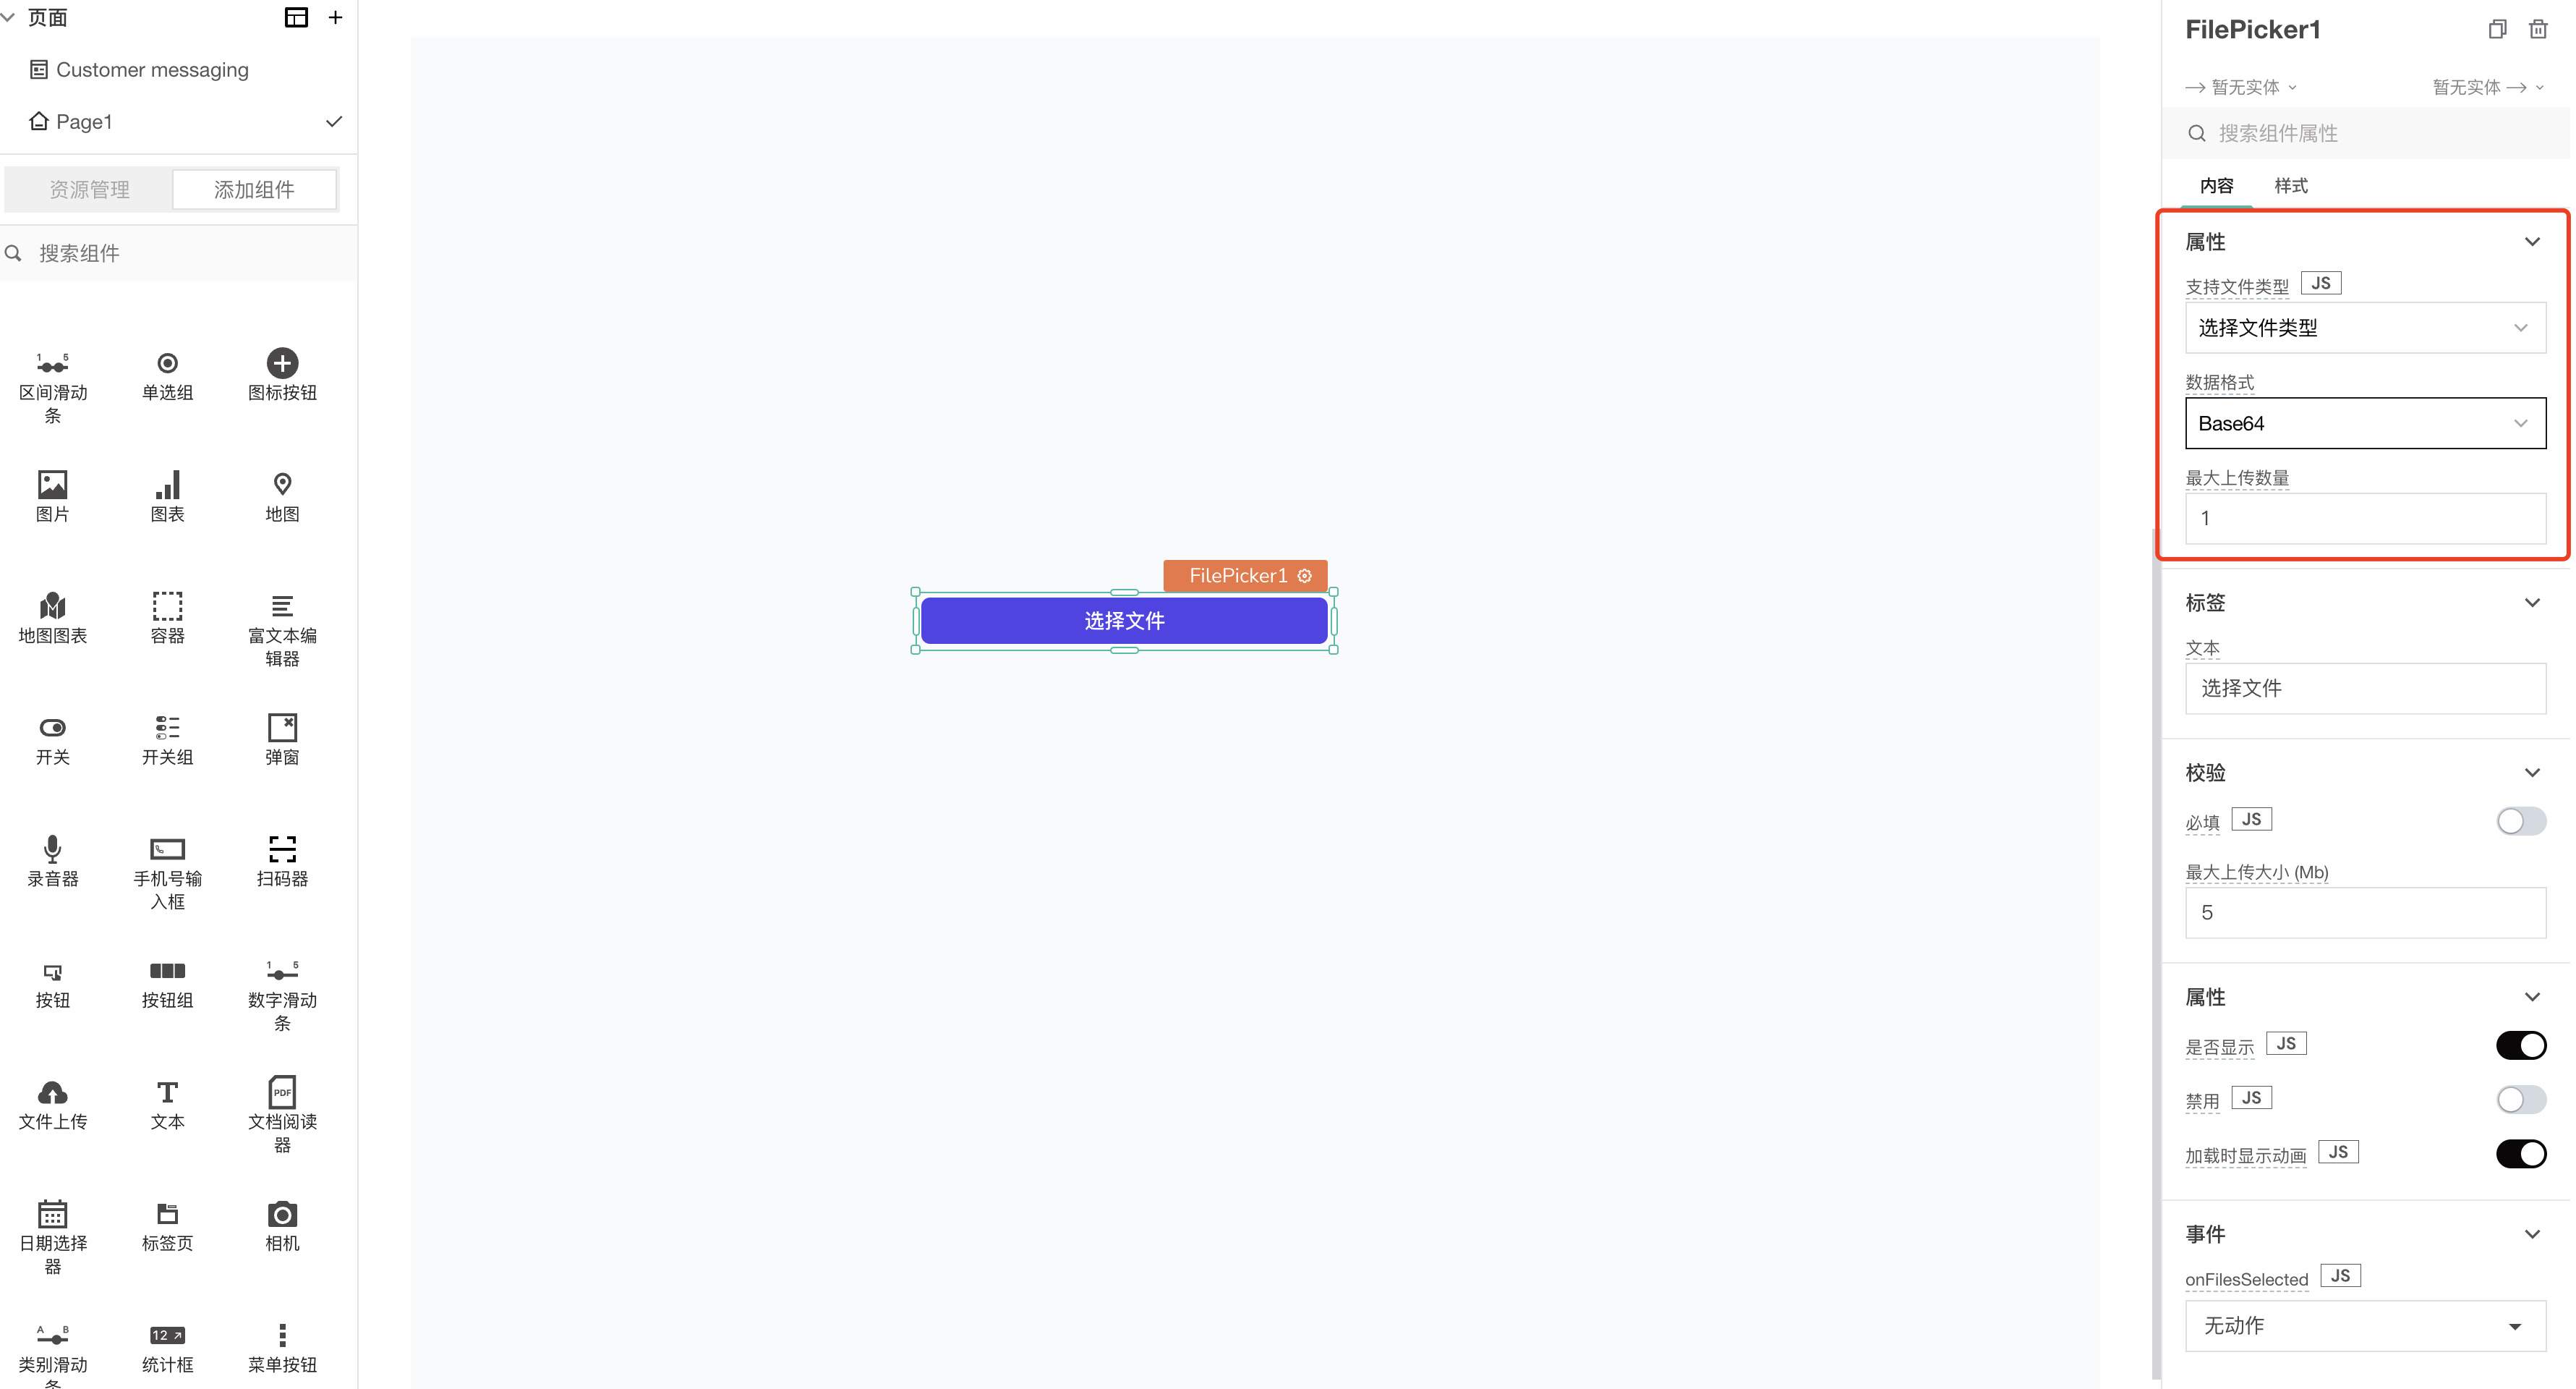 页面
Customer messaging
Page1
资源管理
添加组件
搜索组件
1 5
区间滑动
条
单选组
图标按钮
图片
图表
地图
地图图表
容器
富文本编
辑器
开关
开关组
弹窗
录音器
手机号输
入框
扫码器
按钮
按钮组
1 5
数字滑动
条
文件上传
文本
PDF
文档阅读
器
日期选择
器
标签页
相机
A B
类别滑动
条
12
统计框
菜单按钮
FilePicker1
选择文件
FilePicker1
暂无实体
暂无实体
搜索组件属性
内容
样式
属性
支持文件类型 JS
选择文件类型
数据格式
Base64
最大上传数量
1
标签
文本
选择文件
校验
必填 JS
最大上传大小 (Mb)
5
属性
是否显示 JS
禁用 JS
加载时显示动画 JS
事件
onFilesSelected JS
无动作